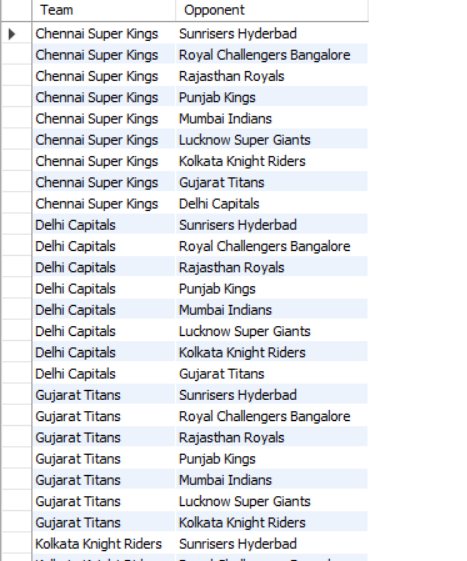 Team Opponent
Chennai Super Kings Sunrisers Hyderbad
Chennai Super Kings Royal Challengers Bangalore
Chennai Super Kings Rajasthan Royals
Chennai Super Kings Punjab Kings
Chennai Super Kings Mumbai Indians
Chennai Super Kings Lucknow Super Giants
Chennai Super Kings Kolkata Knight Riders
Chennai Super Kings Gujarat Titans
Chennai Super Kings Delhi Capitals
Delhi Capitals Sunrisers Hyderbad
Delhi Capitals Royal Challengers Bangalore
Delhi Capitals Rajasthan Royals
Delhi Capitals Punjab Kings
Delhi Capitals Mumbai Indians
Delhi Capitals Lucknow Super Giants
Delhi Capitals Kolkata Knight Riders
Delhi Capitals Gujarat Titans
Gujarat Titans Sunrisers Hyderbad
Gujarat Titans Royal Challengers Bangalore
Gujarat Titans Rajasthan Royals
Gujarat Titans Punjab Kings
Gujarat Titans Mumbai Indians
Gujarat Titans Lucknow Super Giants
Gujarat Titans Kolkata Knight Riders
Kolkata Knight Riders Sunrisers Hyderbad